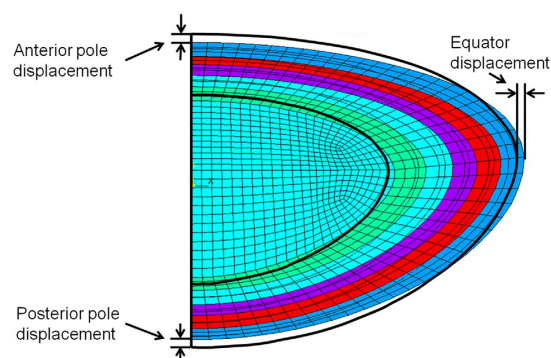 Anterior pole
displacement
Equator
displacement
x
Posterior pole
displacement